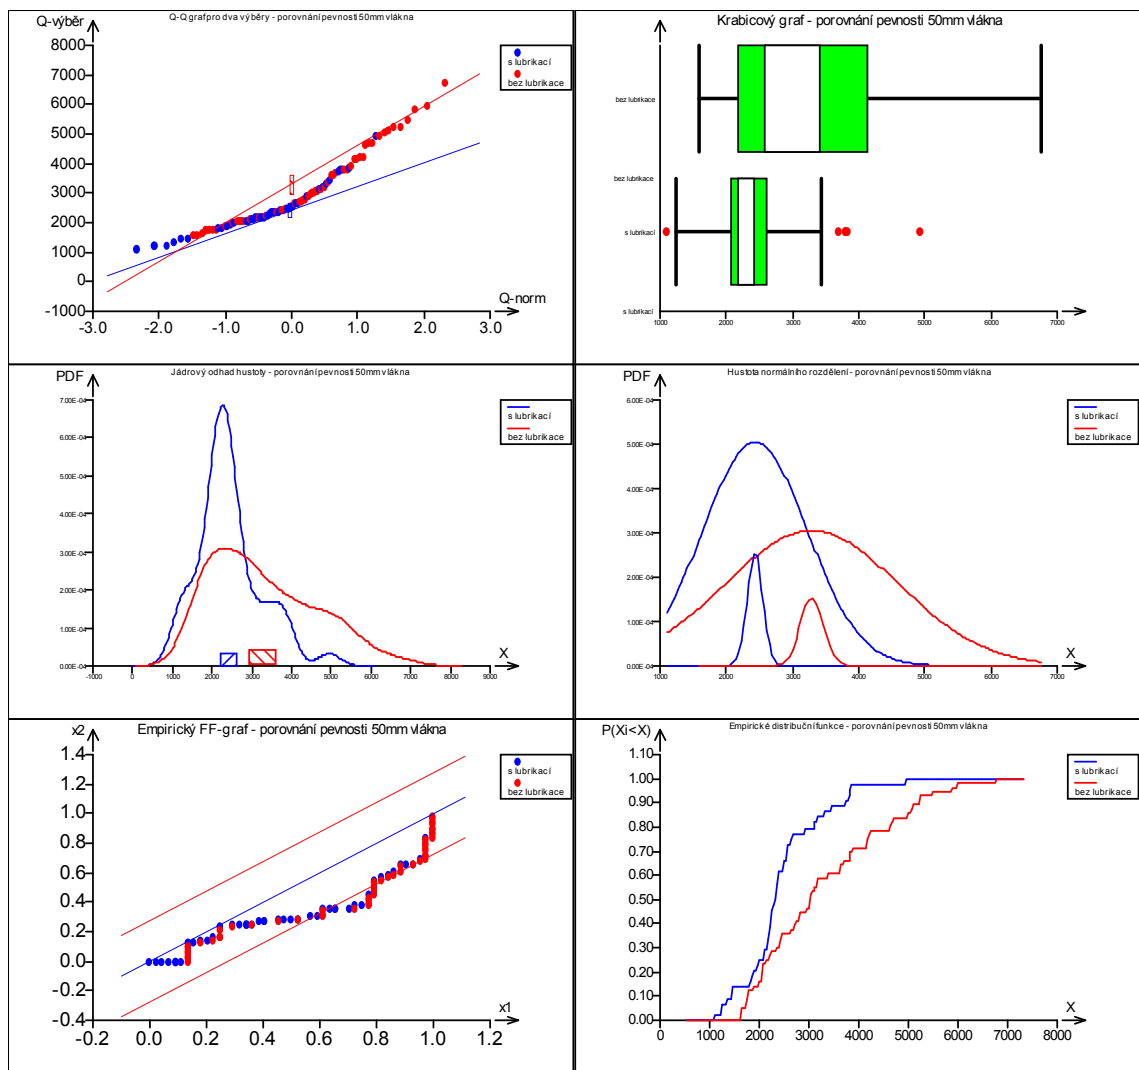 Q-výběr
Q-Q graf pro dva výběry - porovnání pevnosti 50mm vlákna
8000
7000
6000
5000
4000
3000
2000
1000
0
-1000
-3.0 -2.0 -1.0 0.0 1.0 2.0 3.0
Q-norm
s lubrikací
bez lubrikace
Krabicový graf - porovnání pevnosti 50mm vlákna
bez lubrikace
bez lubrikace
s lubrikací
s lubrikací
1000 2000 3000 4000 5000 6000 7000
PDF
Jádrový odhad hustoty - porovnání pevnosti 50mm vlákna
7.00E-04
6.00E-04
5.00E-04
4.00E-04
3.00E-04
2.00E-04
1.00E-04
0.00E-04
-1000 0 1000 2000 3000 4000 5000 6000 7000 8000 9000
X
s lubrikací
bez lubrikace
PDF
Hustota normálního rozdělení - porovnání pevnosti 50mm vlákna
6.00E-04
5.00E-04
4.00E-04
3.00E-04
2.00E-04
1.00E-04
0.00E-04
1000 2000 3000 4000 5000 6000 7000
X
s lubrikací
bez lubrikace
x2
Empirický FF-graf - porovnání pevnosti 50mm vlákna
1.4
1.2
1.0
0.8
0.6
0.4
0.2
0.0
-0.2
-0.4
-0.2 0.0 0.2 0.4 0.6 0.8 1.0 1.2
x1
s lubrikací
bez lubrikace
P(Xi<X)
Empirické distribuční funkce - porovnání pevnosti 50mm vlákna
1.10
1.00
0.90
0.80
0.70
0.60
0.50
0.40
0.30
0.20
0.10
0.00
0 1000 2000 3000 4000 5000 6000 7000 8000
X
s lubrikací
bez lubrikace